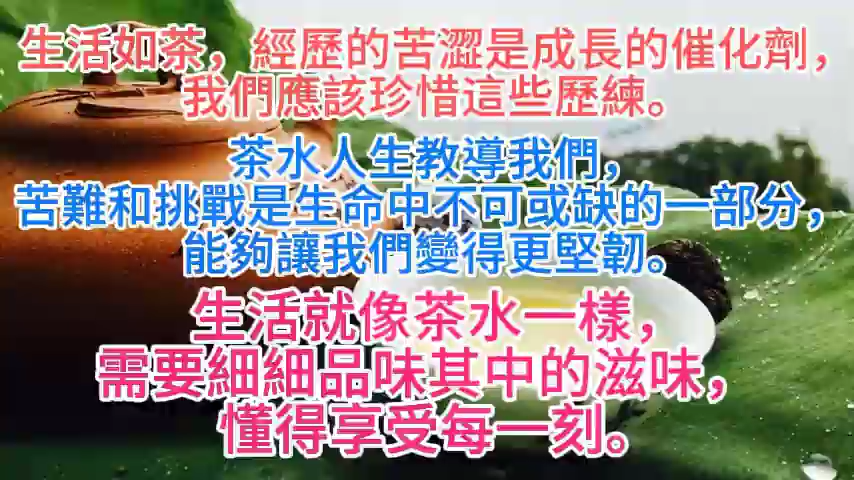 生活如茶，經歷的苦澀是成長的催化劑，
我們應該珍惜這些歷練。
茶水人生教導我們，
苦難和挑戰是生命中不可或缺的一部分，
能夠讓我們變得更堅韌。
生活就像茶水一樣，
需要細細品味其中的滋味，
懂得享受每一刻。